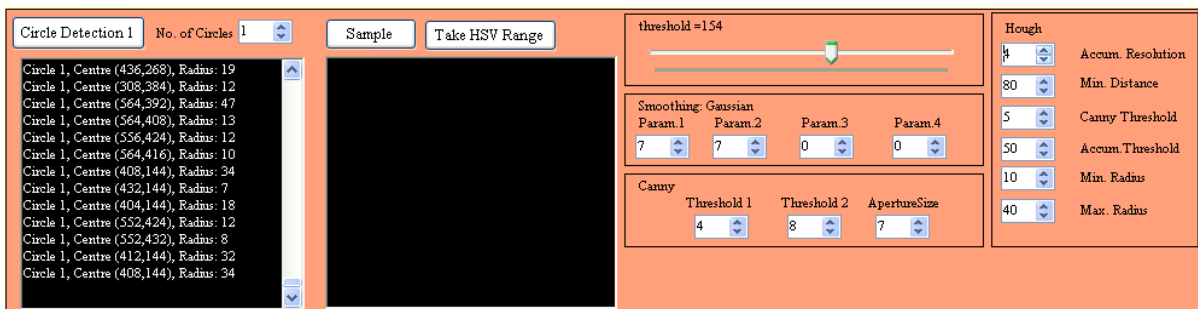 Circle Detection 1 No. of Circles 1
Circle 1, Centre (436,268), Radius: 19
Circle 1, Centre (308,384), Radius: 12
Circle 1, Centre (564,392), Radius: 47
Circle 1, Centre (564,408), Radius: 13
Circle 1, Centre (556,424), Radius: 12
Circle 1, Centre (564,416), Radius: 10
Circle 1, Centre (408,144), Radius: 34
Circle 1, Centre (432,144), Radius: 7
Circle 1, Centre (404,144), Radius: 18
Circle 1, Centre (552,424), Radius: 12
Circle 1, Centre (552,432), Radius: 8
Circle 1, Centre (412,144), Radius: 32
Circle 1, Centre (408,144), Radius: 34
Sample Take HSV Range
threshold =154
Smoothing: Gaussian
Param.1 Param.2 Param.3 Param.4
7 7 0 0
Canny
Threshold 1 Threshold 2 ApertureSize
4 8 7
Hough
4 Accum. Resolution
80 Min. Distance
5 Canny Threshold
50 Accum.Threshold
10 Min. Radius
40 Max. Radius